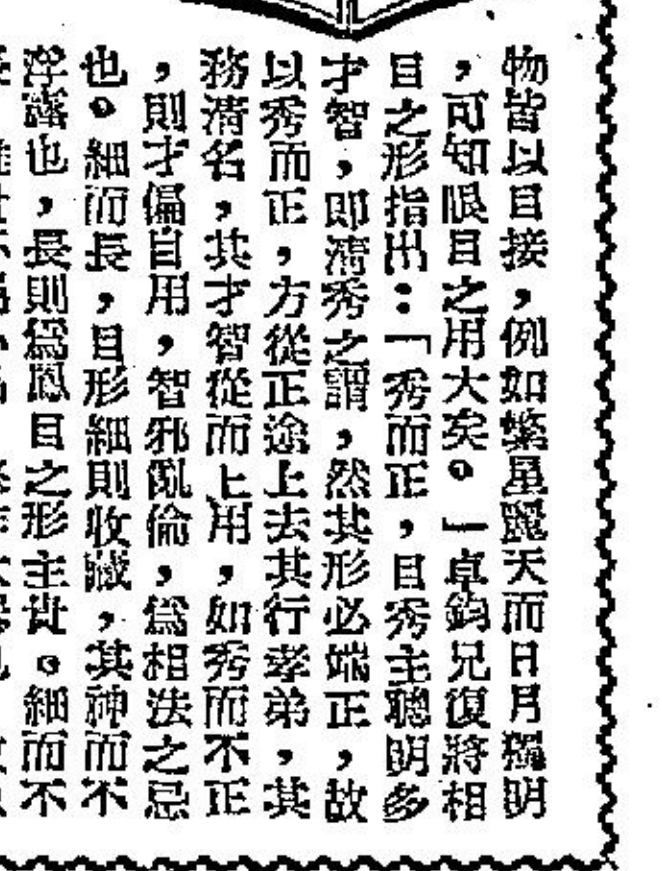 物皆以目接，例如繁星麗天而日月獨明
，可知眼目之用大矣。」卓鈞兄復將相
目之形指出：「秀而正，目秀主聰明多
才智，即清秀之謂，然其形必端正，故
以秀而正，方從正途上去其行孝弟，其
務清名，其才智從而上用，如秀而不正
，則才偏自用，智邪亂倫，爲相法之忌
也。細而長，目形細則收藏，其神而不
浮露也，長則爲鳳目之形主貴。細而不